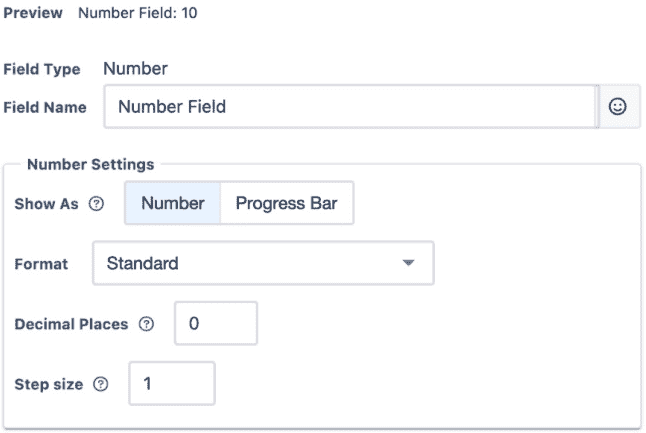 Preview Number Field: 10
Field Type Number
Field Name Number Field
Number Settings
Show As ? Number Progress Bar
Format Standard
Decimal Places ? 0
Step size ? 1